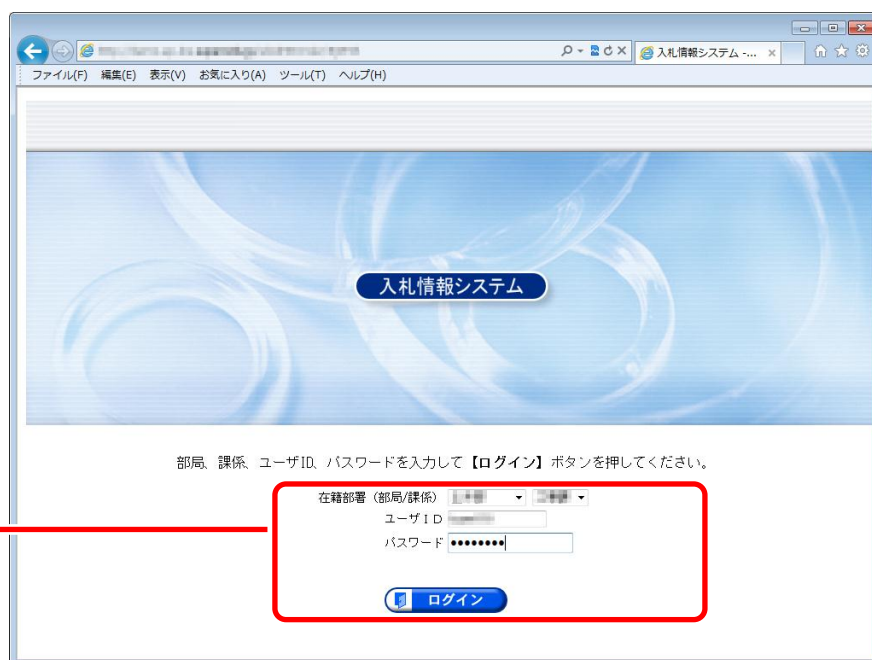 入札情報システム -...
ファイル(F) 編集(E) 表示(V) お気に入り(A) ツール(T) ヘルプ(H)
入札情報システム
部局、課係、ユーザID、パスワードを入力して【ログイン】ボタンを押してください。
在籍部署（部局/課係）
ユーザＩＤ
パスワード ●●●●●●●●
ログイン